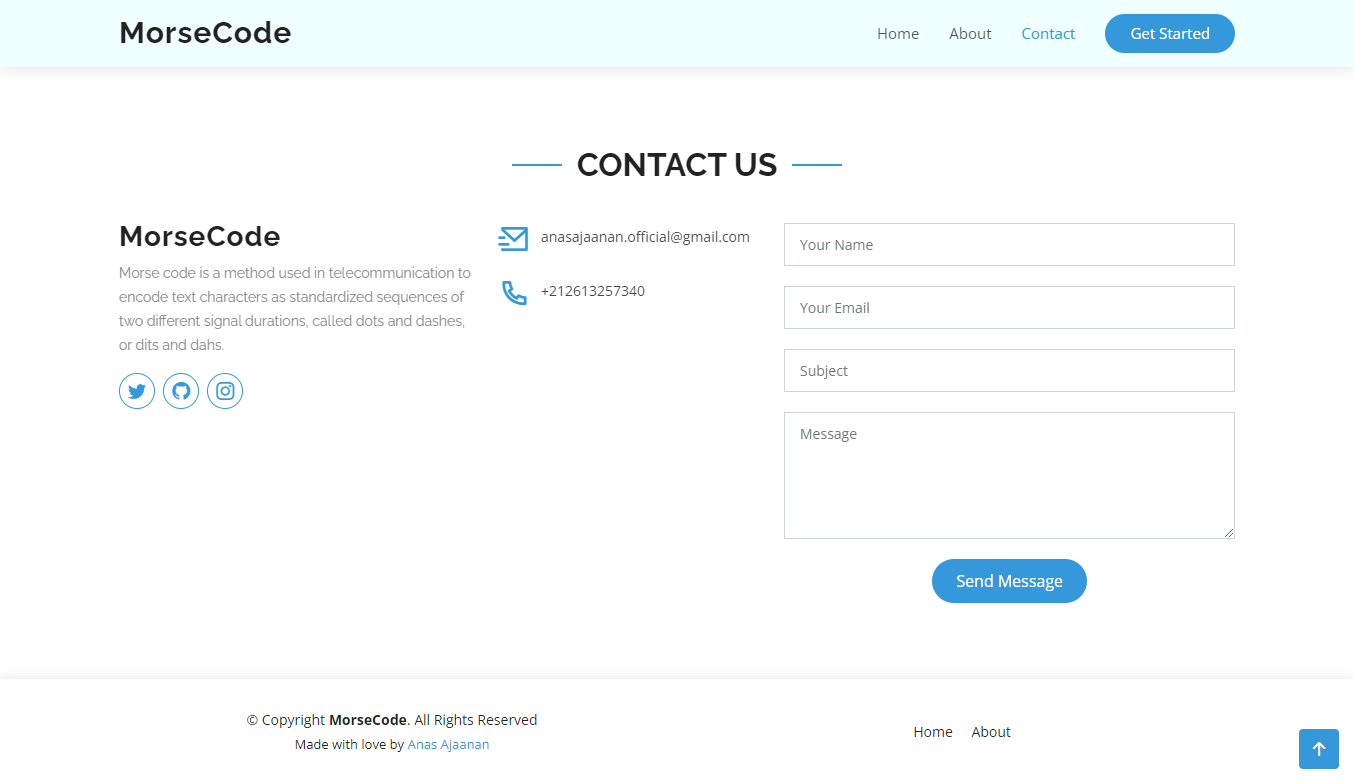 MorseCode
Home
About
Contact
Get Started
CONTACT US
MorseCode
Morse code is a method used in telecommunication to
encode text characters as standardized sequences of
two different signal durations, called dots and dashes,
or dits and dahs.
anasajaanan.official@gmail.com
+212613257340
Your Name
Your Email
Subject
Message
Send Message
© Copyright MorseCode. All Rights Reserved
Made with love by Anas Ajaanan
Home
About